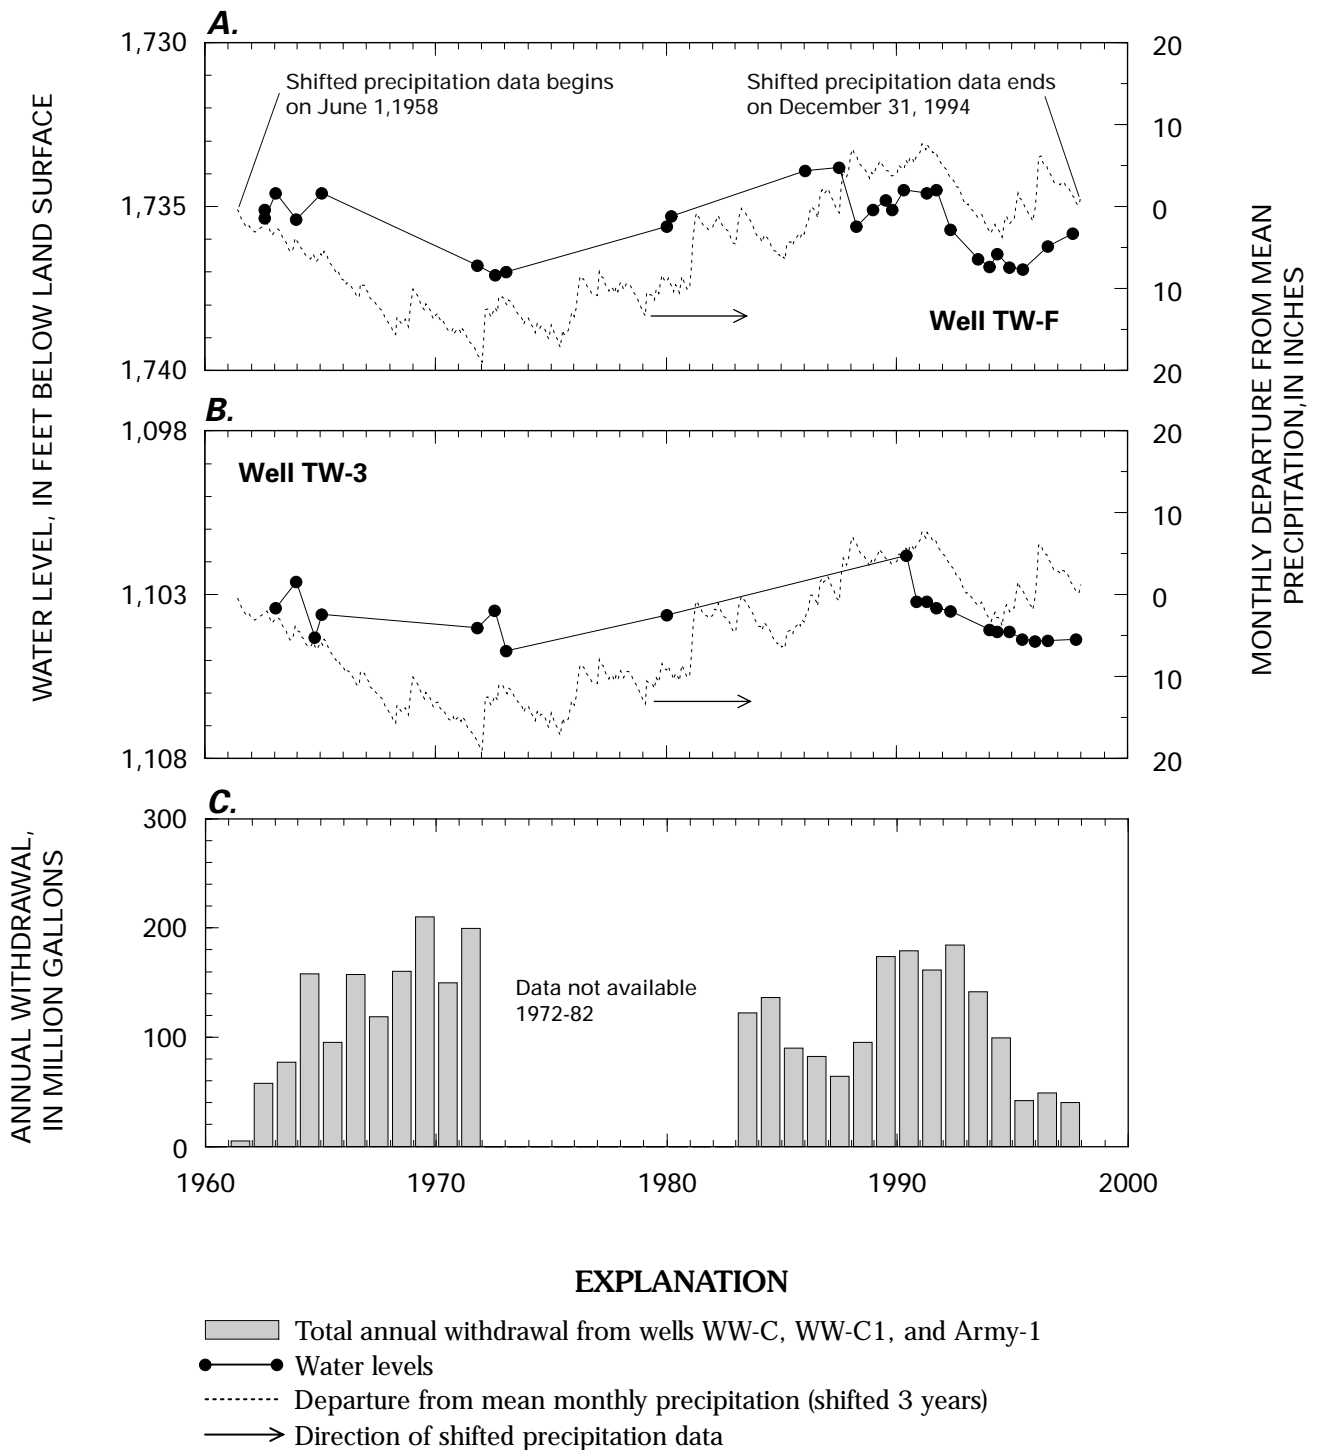 A.
1,730
1,735
1,740
Shifted precipitation data begins
on June 1,1958
Shifted precipitation data ends
on December 31, 1994
Well TW-F
20
10
0
10
20
B.
1,098
1,103
1,108
Well TW-3
20
10
0
10
20
WATER LEVEL, IN FEET BELOW LAND SURFACE
MONTHLY DEPARTURE FROM MEAN
PRECIPITATION,IN INCHES
C.
300
200
100
0
Data not available
1972-82
ANNUAL WITHDRAWAL,
IN MILLION GALLONS
1960
1970
1980
1990
2000
EXPLANATION
Total annual withdrawal from wells WW-C, WW-C1, and Army-1
Water levels
Departure from mean monthly precipitation (shifted 3 years)
Direction of shifted precipitation data